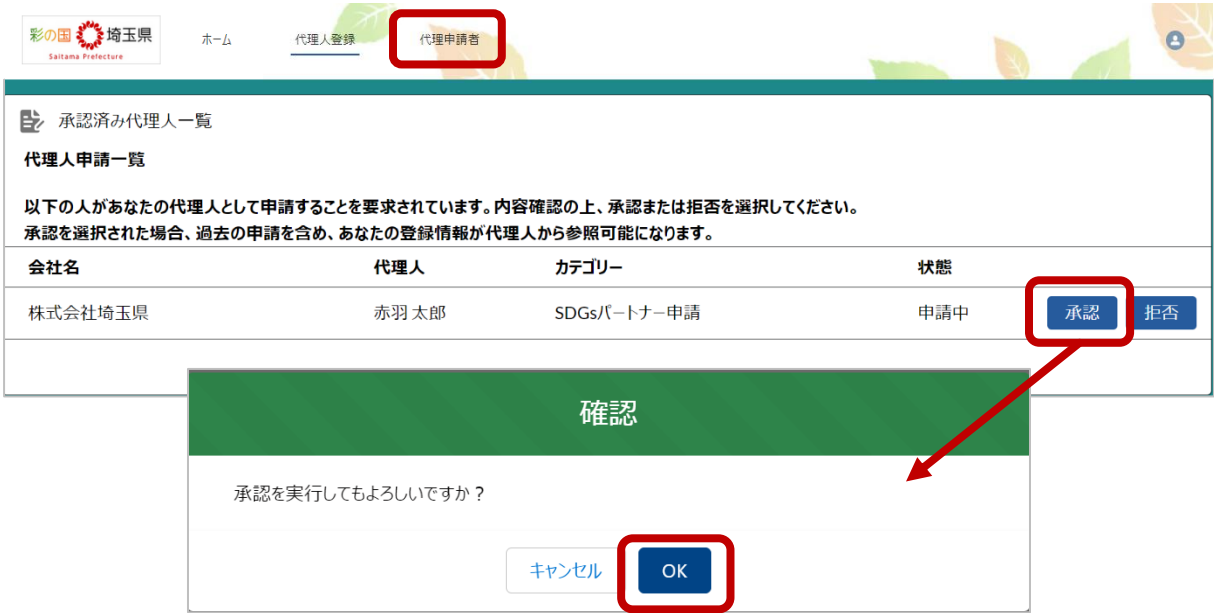 彩の国 埼玉県
Saitama Prefecture
ホーム
代理人登録
代理申請者
承認済み代理人一覧
代理人申請一覧
以下の人があなたの代理人として申請することを要求されています。内容確認の上、承認または拒否を選択してください。
承認を選択された場合、過去の申請を含め、あなたの登録情報が代理人から参照可能になります。
会社名 代理人 カテゴリー 状態
株式会社埼玉県 赤羽 太郎 SDGsパートナー申請 申請中 承認 拒否
確認
承認を実行してもよろしいですか？
キャンセル OK